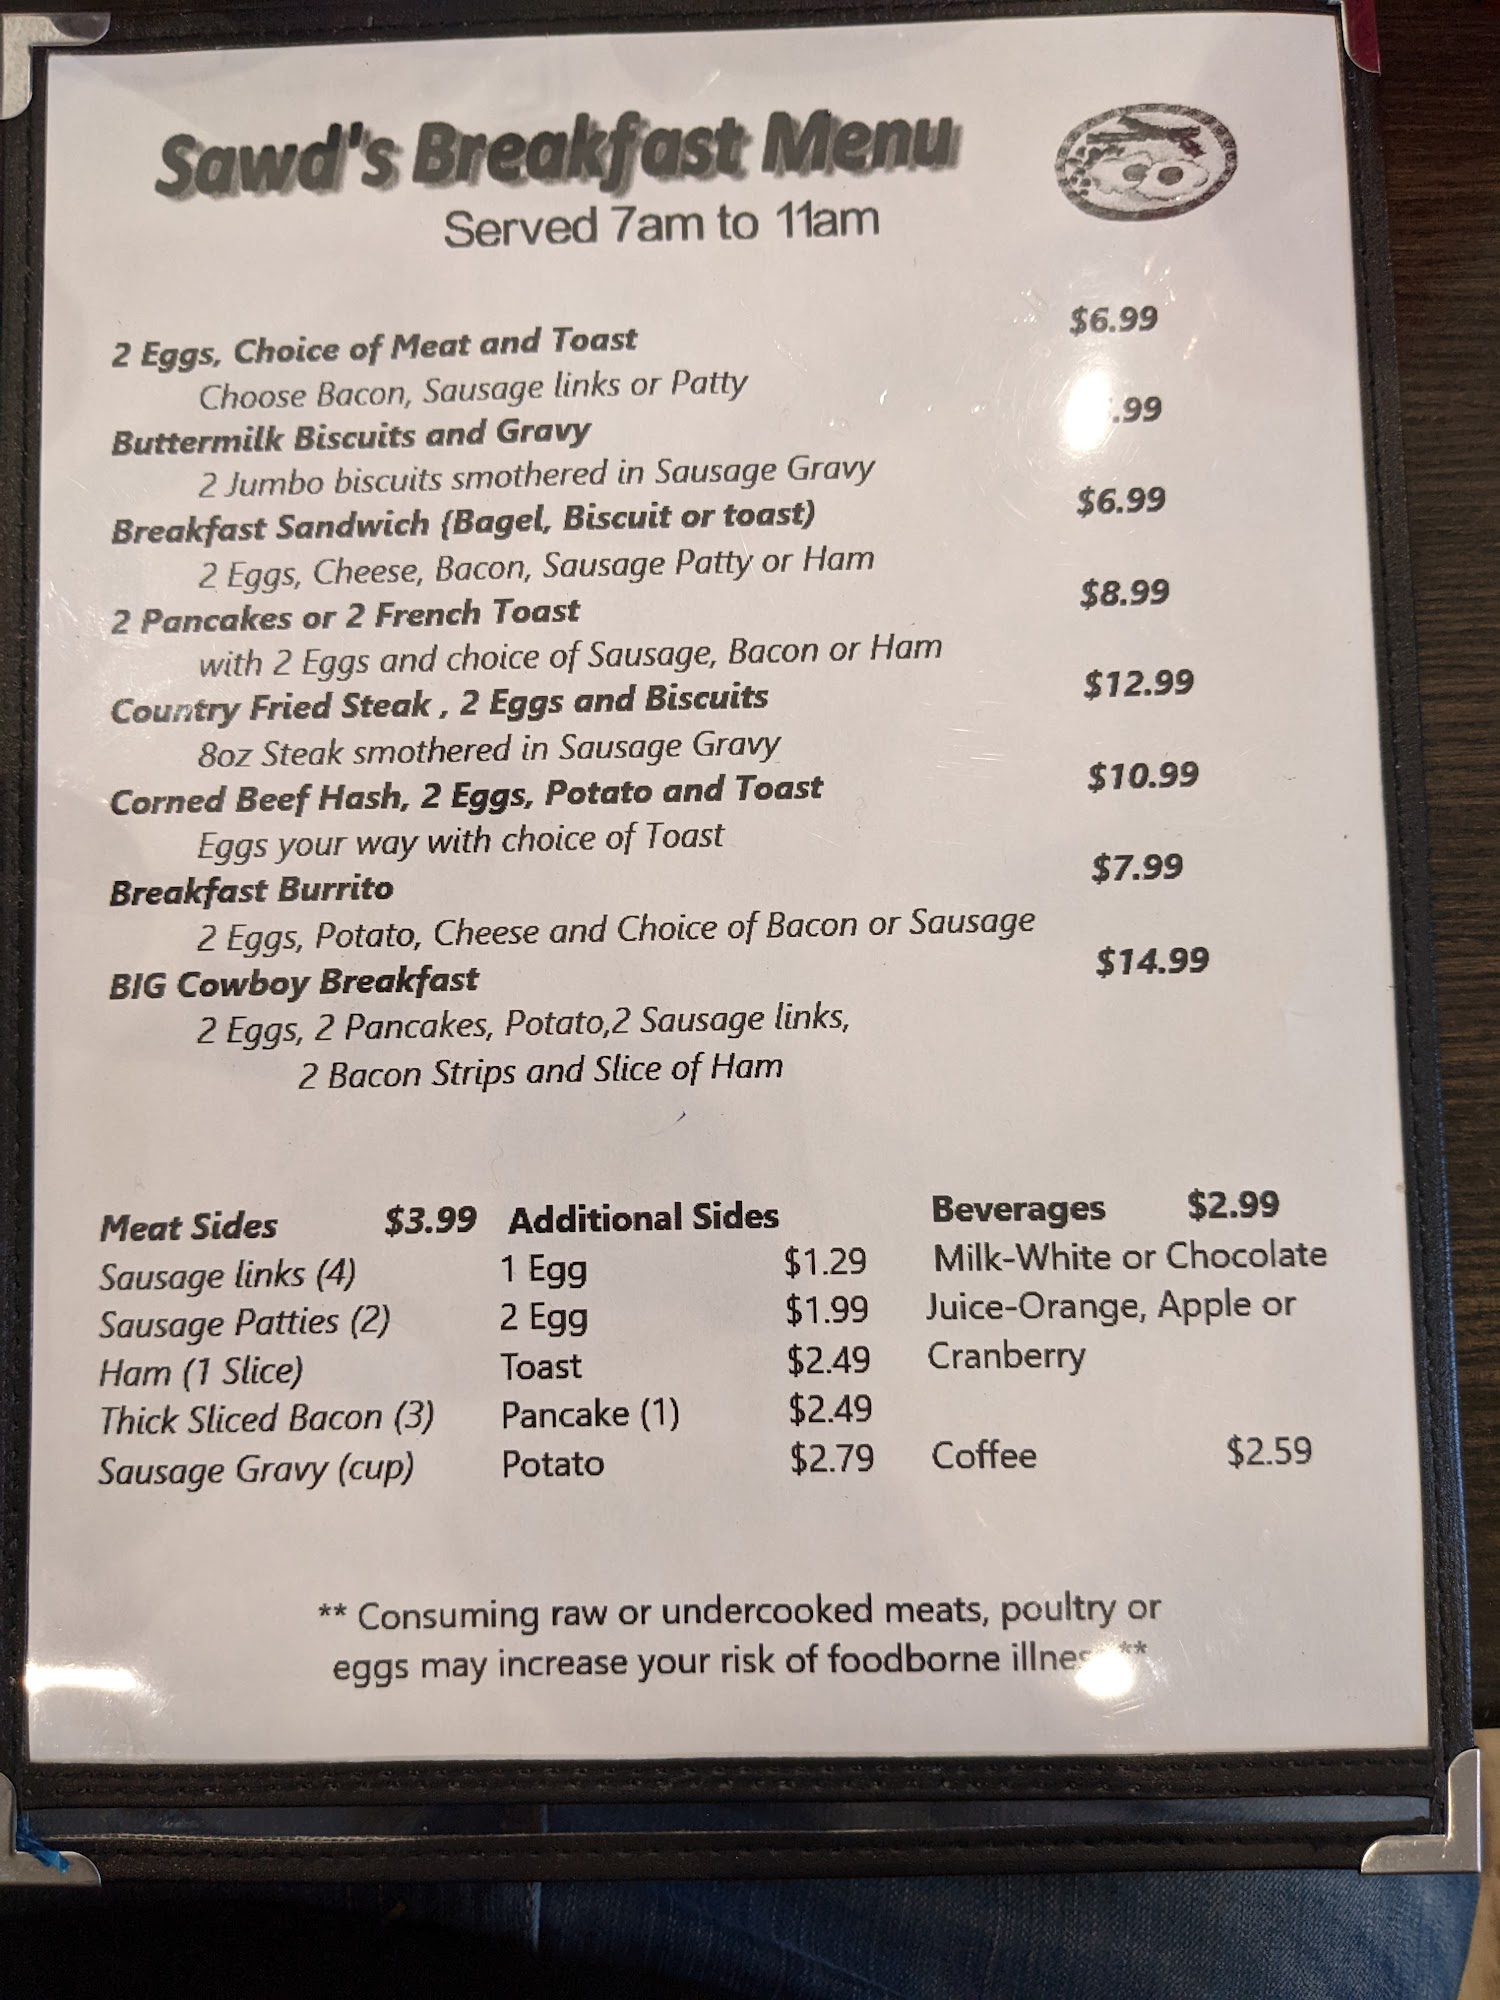 Sawd's Breakfast Menu
Served 7am to 11am
2 Eggs, Choice of Meat and Toast $6.99
Choose Bacon, Sausage links or Patty
Buttermilk Biscuits and Gravy .99
2 Jumbo biscuits smothered in Sausage Gravy
Breakfast Sandwich {Bagel, Biscuit or toast) $6.99
2 Eggs, Cheese, Bacon, Sausage Patty or Ham
2 Pancakes or 2 French Toast $8.99
with 2 Eggs and choice of Sausage, Bacon or Ham
Country Fried Steak , 2 Eggs and Biscuits $12.99
8oz Steak smothered in Sausage Gravy
Corned Beef Hash, 2 Eggs, Potato and Toast $10.99
Eggs your way with choice of Toast
Breakfast Burrito $7.99
2 Eggs, Potato, Cheese and Choice of Bacon or Sausage
BIG Cowboy Breakfast $14.99
2 Eggs, 2 Pancakes, Potato,2 Sausage links,
2 Bacon Strips and Slice of Ham
Meat Sides $3.99
Sausage links (4)
Sausage Patties (2)
Ham (1 Slice)
Thick Sliced Bacon (3)
Sausage Gravy (cup)
Additional Sides
1 Egg $1.29
2 Egg $1.99
Toast $2.49
Pancake (1) $2.49
Potato $2.79
Beverages $2.99
Milk-White or Chocolate
Juice-Orange, Apple or
Cranberry
Coffee $2.59
** Consuming raw or undercooked meats, poultry or
eggs may increase your risk of foodborne illnes **